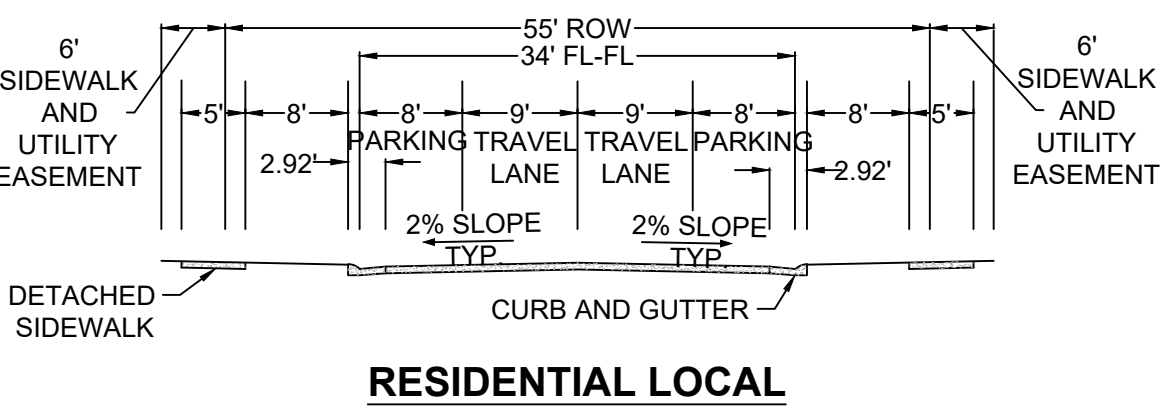 55' ROW
34' FL-FL
6'
SIDEWALK
AND
UTILITY
EASEMENT
5'
8'
8'
PARKING
9'
TRAVEL
LANE
9'
TRAVEL
LANE
8'
PARKING
8'
5'
6'
SIDEWALK
AND
UTILITY
EASEMENT
2.92'
2.92'
2% SLOPE
TYP.
2% SLOPE
TYP.
DETACHED
SIDEWALK
CURB AND GUTTER
RESIDENTIAL LOCAL